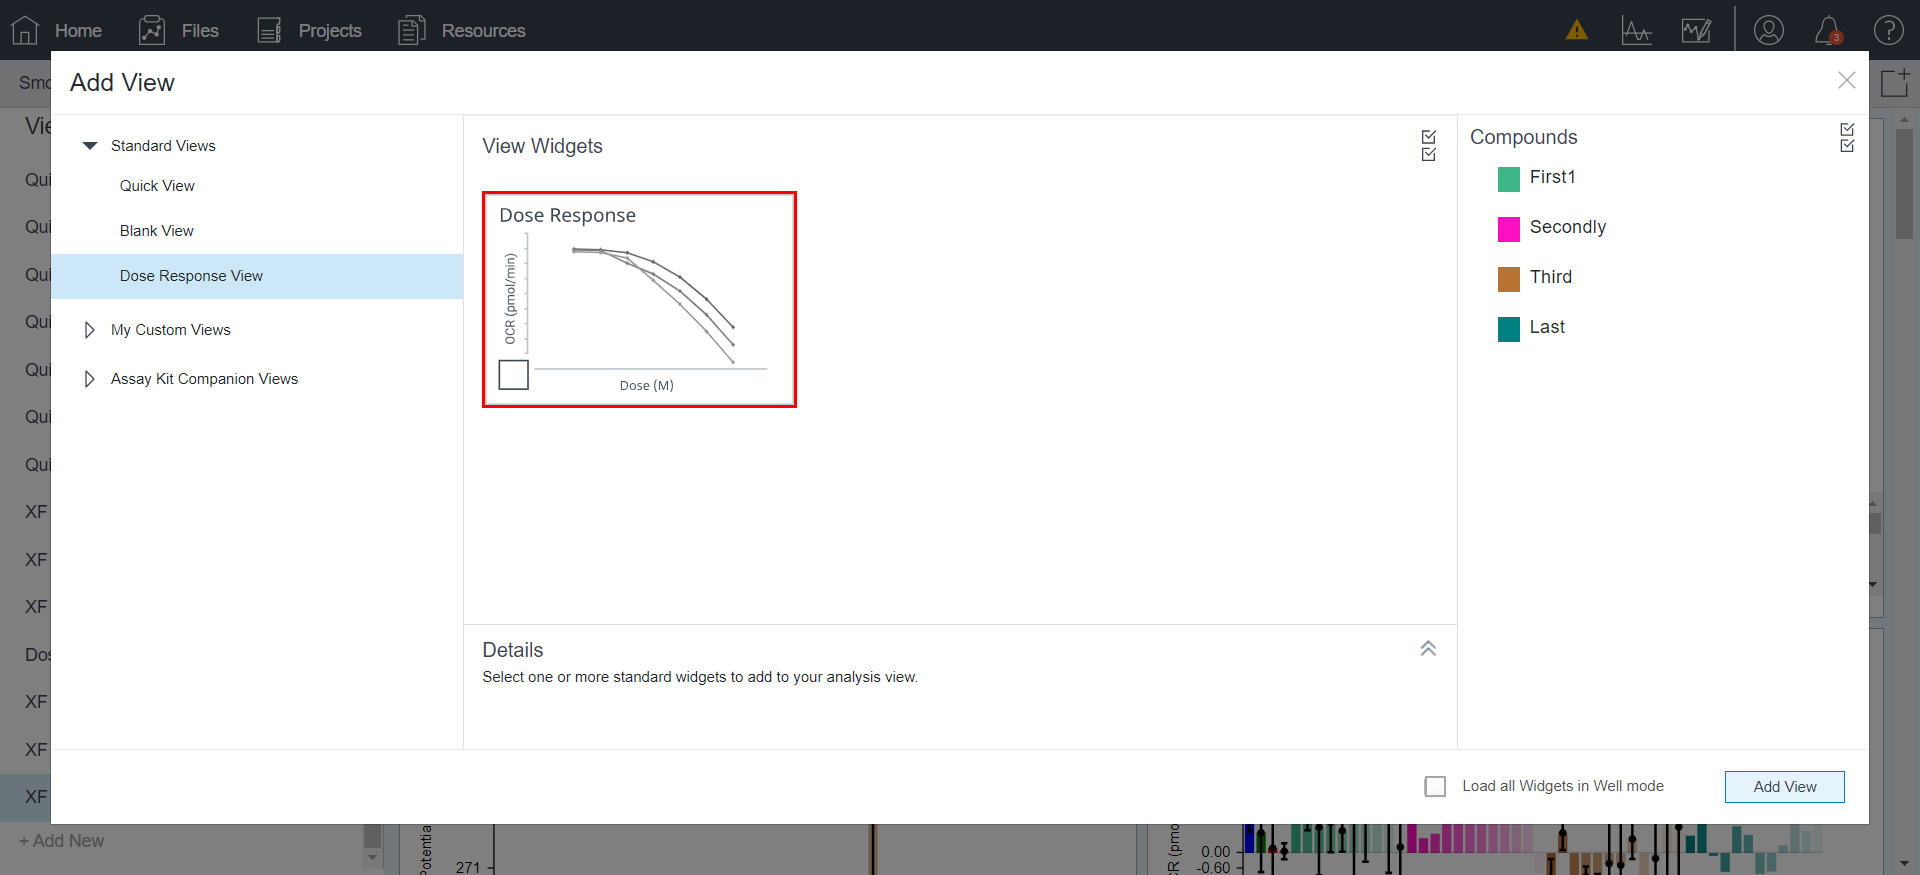 Home
Files
Projects
Resources
3
Smo
Add View
Vie
Qui
Qui
Qui
Qui
Qui
Qui
Qui
XF
XF
XF
Dos
XF
XF
XF
+ Add New
Standard Views
Quick View
Blank View
Dose Response View
My Custom Views
Assay Kit Companion Views
View Widgets
Dose Response
OCR (pmol/min)
Dose (M)
Details
Select one or more standard widgets to add to your analysis view.
Compounds
First1
Secondly
Third
Last
Load all Widgets in Well mode
Add View
Potentia
271
CR (pmo
0.00
-0.60